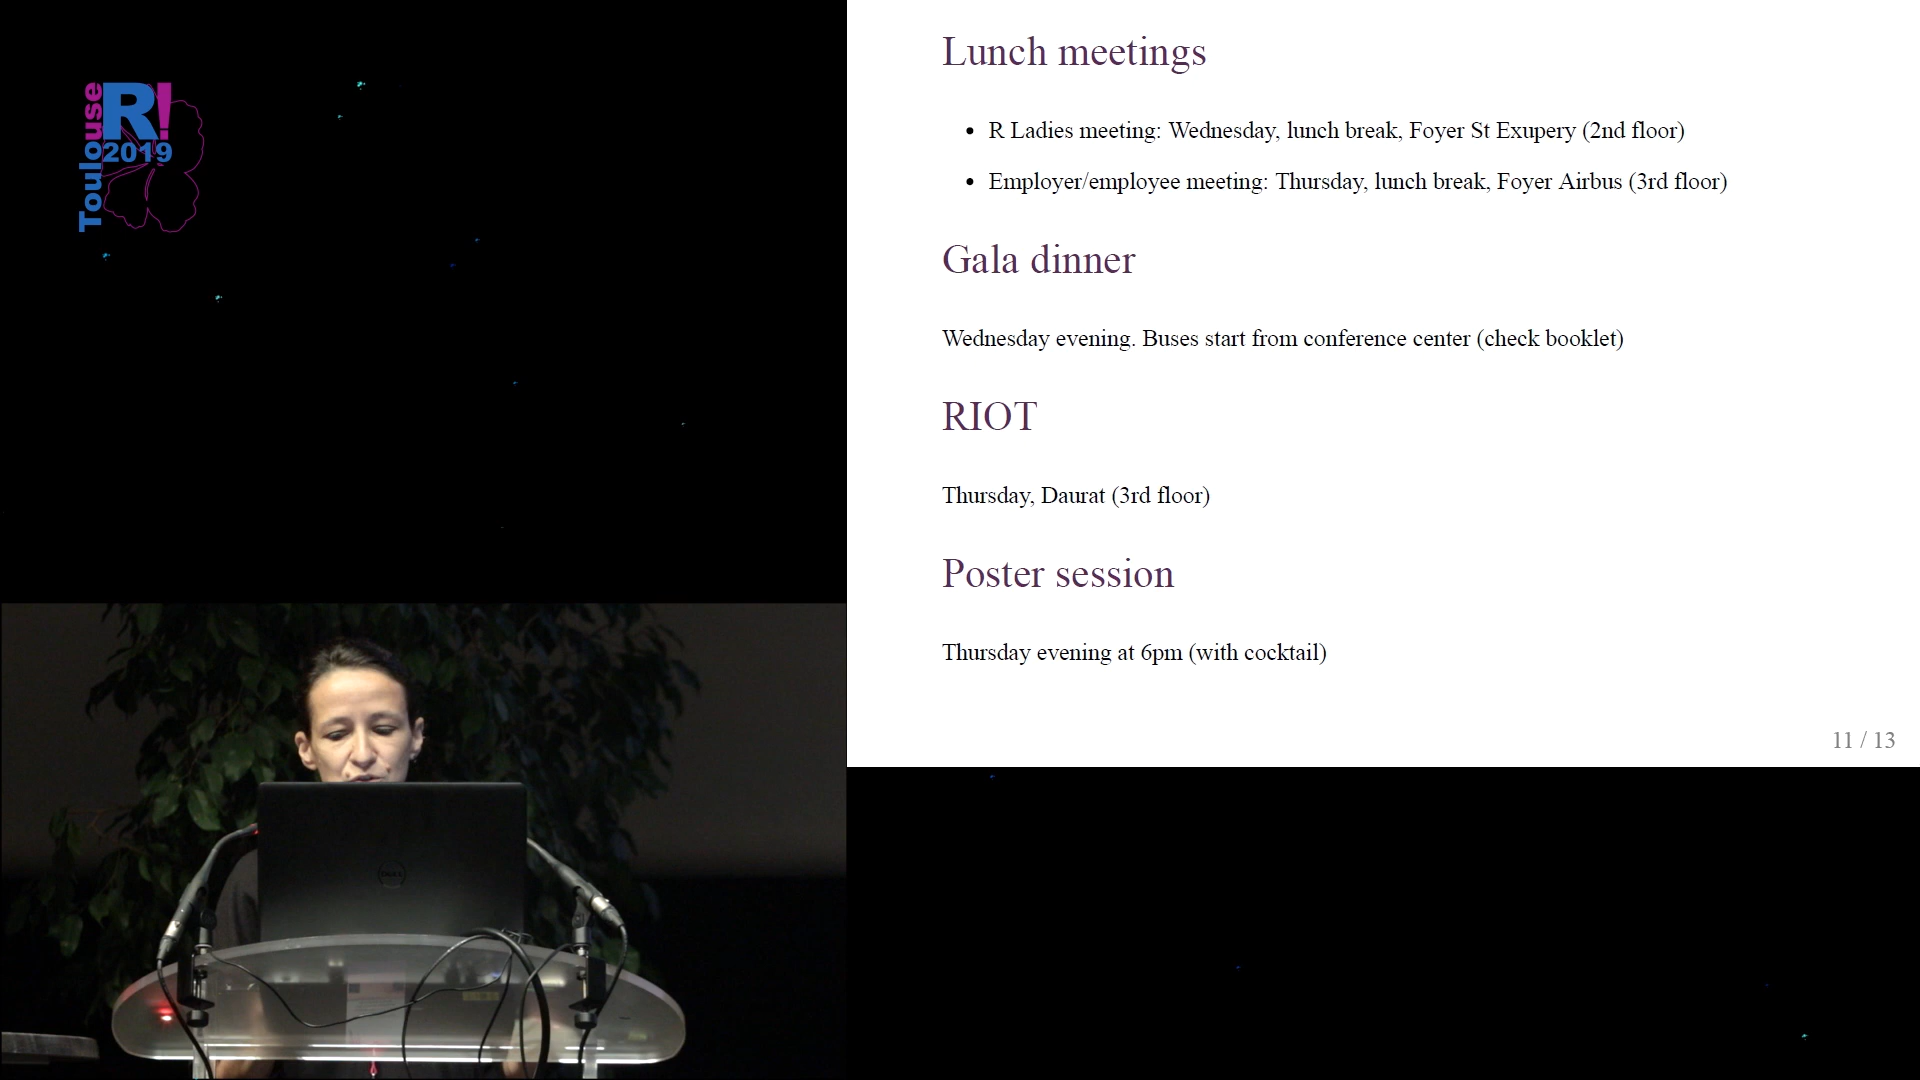 Toulouse
R!
2019
Lunch meetings
• R Ladies meeting: Wednesday, lunch break, Foyer St Exupery (2nd floor)
• Employer/employee meeting: Thursday, lunch break, Foyer Airbus (3rd floor)
Gala dinner
Wednesday evening. Buses start from conference center (check booklet)
RIOT
Thursday, Daurat (3rd floor)
Poster session
Thursday evening at 6pm (with cocktail)
11 / 13
DELL